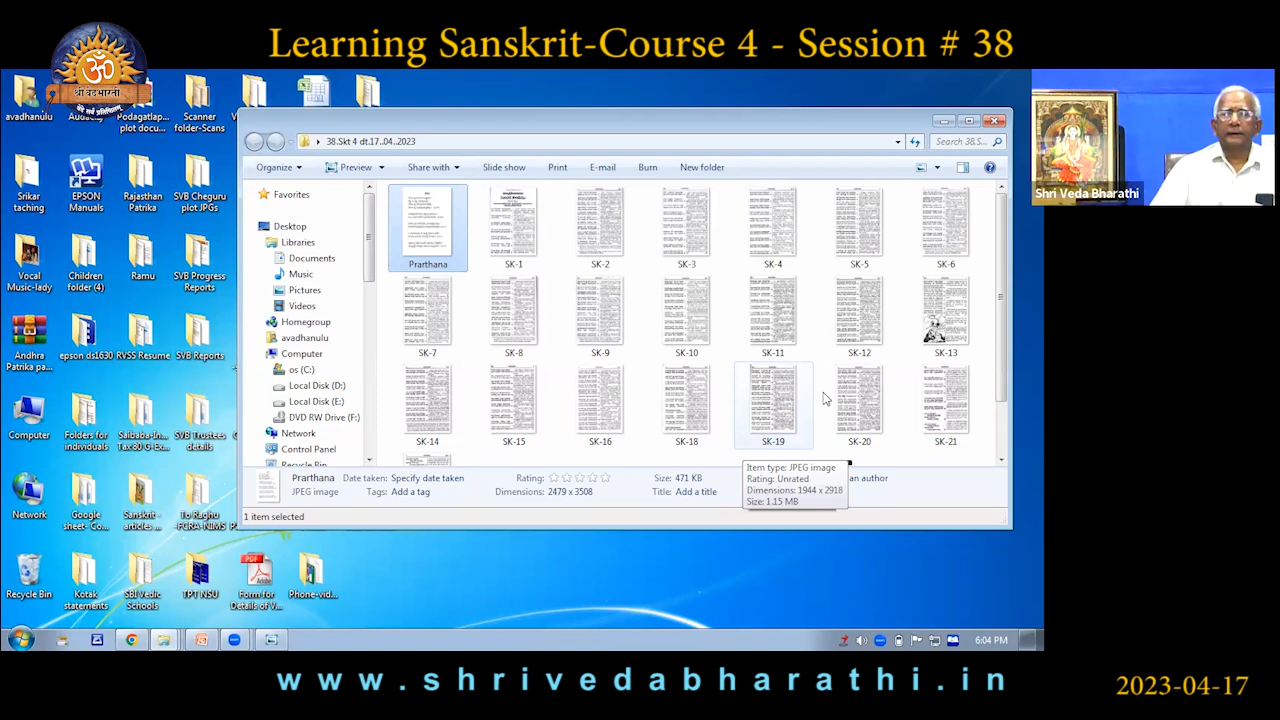 Learning Sanskrit-Course 4 - Session # 38
ॐ
श्री वेदभारती
Shri Veda Bharathi
avadhanulu
Podagatlap...
plot docu...
Scanner
folder-Scans
Srikar
taching
EPSON
Manuals
Rajasthan
Patrika
SVB Cheguru
plot JPGs
Vocal
Music-lady
Children
folder (4)
Ramu
SVB Progress
Reports
Andhra
Patrika pa...
epson ds1630
RVSS Resume
SVB Reports
Computer
Folders for
individuals
Saibaba-In...
Tax 80 G Ex...
SVB Trustees
details
Network
Google
sheet- Co...
Sanskrit -
articles ...
To Raghu
-FCRA-NIMS
Recycle Bin
Kotak
statements
SBI Vedic
Schools
TPT NSU
Form for
Details of V...
Phone-vid...
38.Skt 4 dt.17..04..2023
Search 38.S...
Organize
Preview
Share with
Slide show
Print
E-mail
Burn
New folder
Favorites
Desktop
Libraries
Documents
Music
Pictures
Videos
Homegroup
avadhanulu
Computer
os (C:)
Local Disk (D:)
Local Disk (E:)
DVD RW Drive (F:)
Network
Control Panel
Recycle Bin
Prarthana
SK-1
SK-2
SK-3
SK-4
SK-5
SK-6
SK-7
SK-8
SK-9
SK-10
SK-11
SK-12
SK-13
SK-14
SK-15
SK-16
SK-18
SK-19
SK-20
SK-21
Item type: JPEG image
Rating: Unrated
Dimensions: 1944 x 2918
Size: 1.15 MB
Prarthana
JPEG image
Date taken: Specify date taken
Tags: Add a tag
Rating:
Dimensions: 2479 x 3508
Size: 471 KB
Title: Add a title
an author
1 item selected
6:04 PM
www.shrivedabharathi.in
2023-04-17